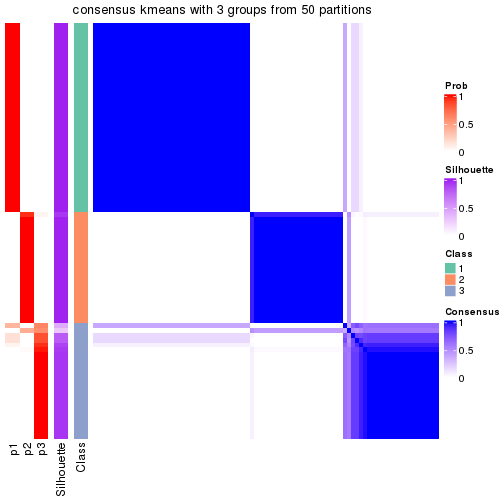 consensus kmeans with 3 groups from 50 partitions
Prob
1
0.5
0
Silhouette
1
0.5
0
Class
1
2
3
Consensus
1
0.5
0
p1
p2
p3
Silhouette
Class